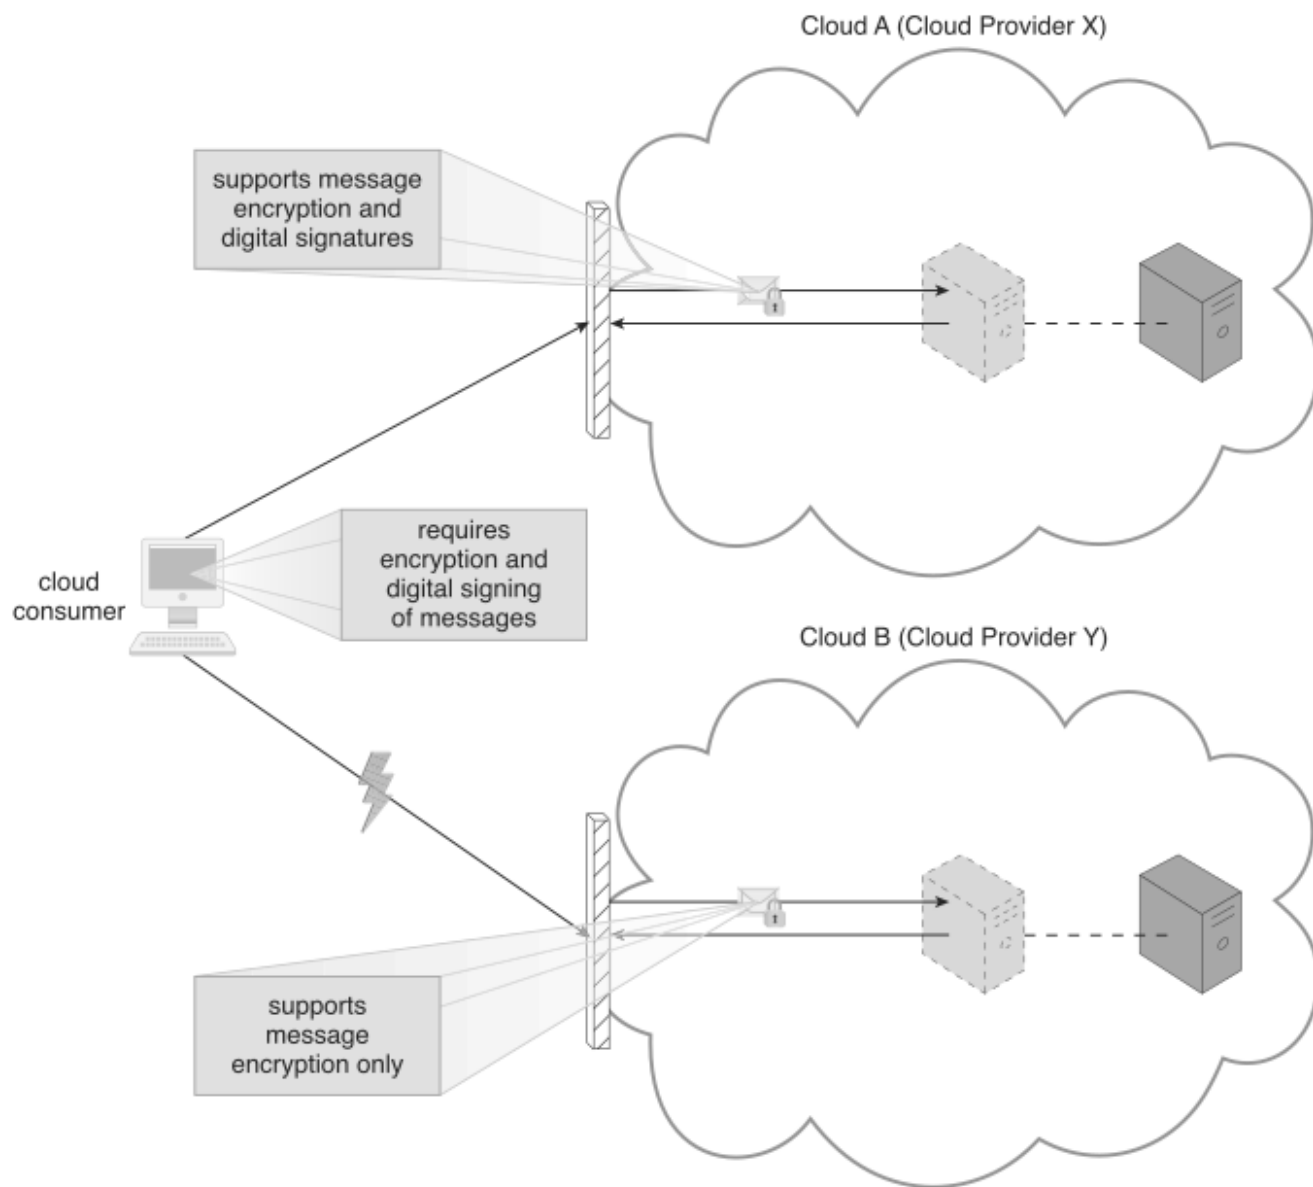 Cloud A (Cloud Provider X)
supports message
encryption and
digital signatures
requires
encryption and
digital signing
of messages
cloud
consumer
Cloud B (Cloud Provider Y)
supports
message
encryption only